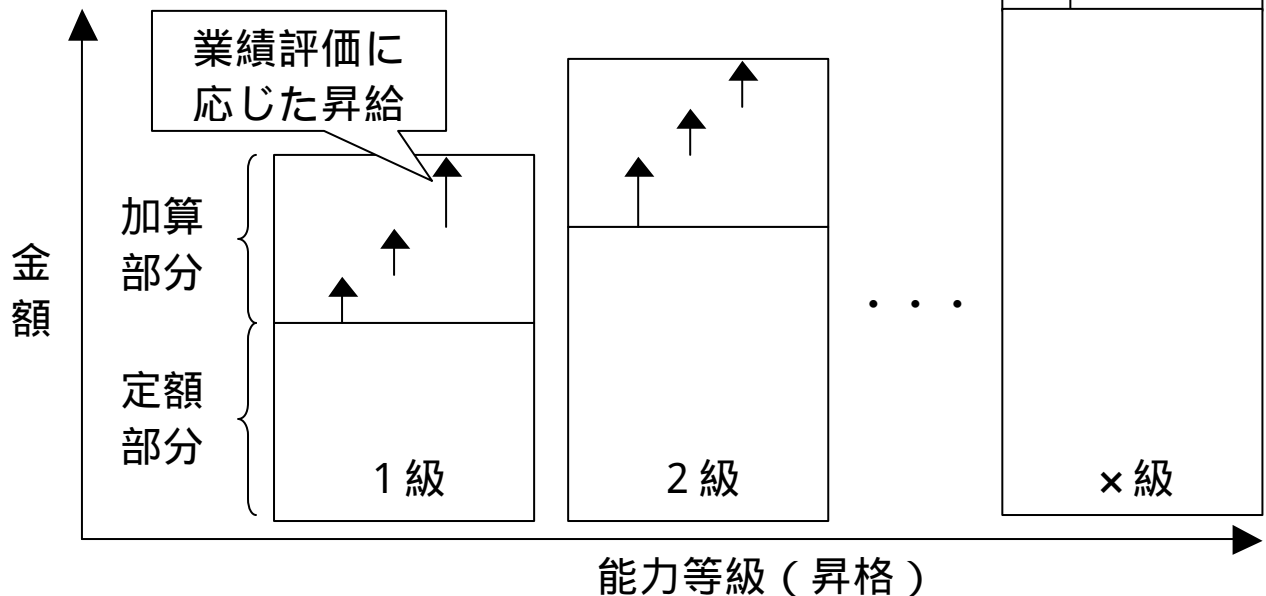 業績評価に
応じた昇給
加算
部分
金
額
定額
部分
1級
2級
・・・
×級
能力等級（昇格）